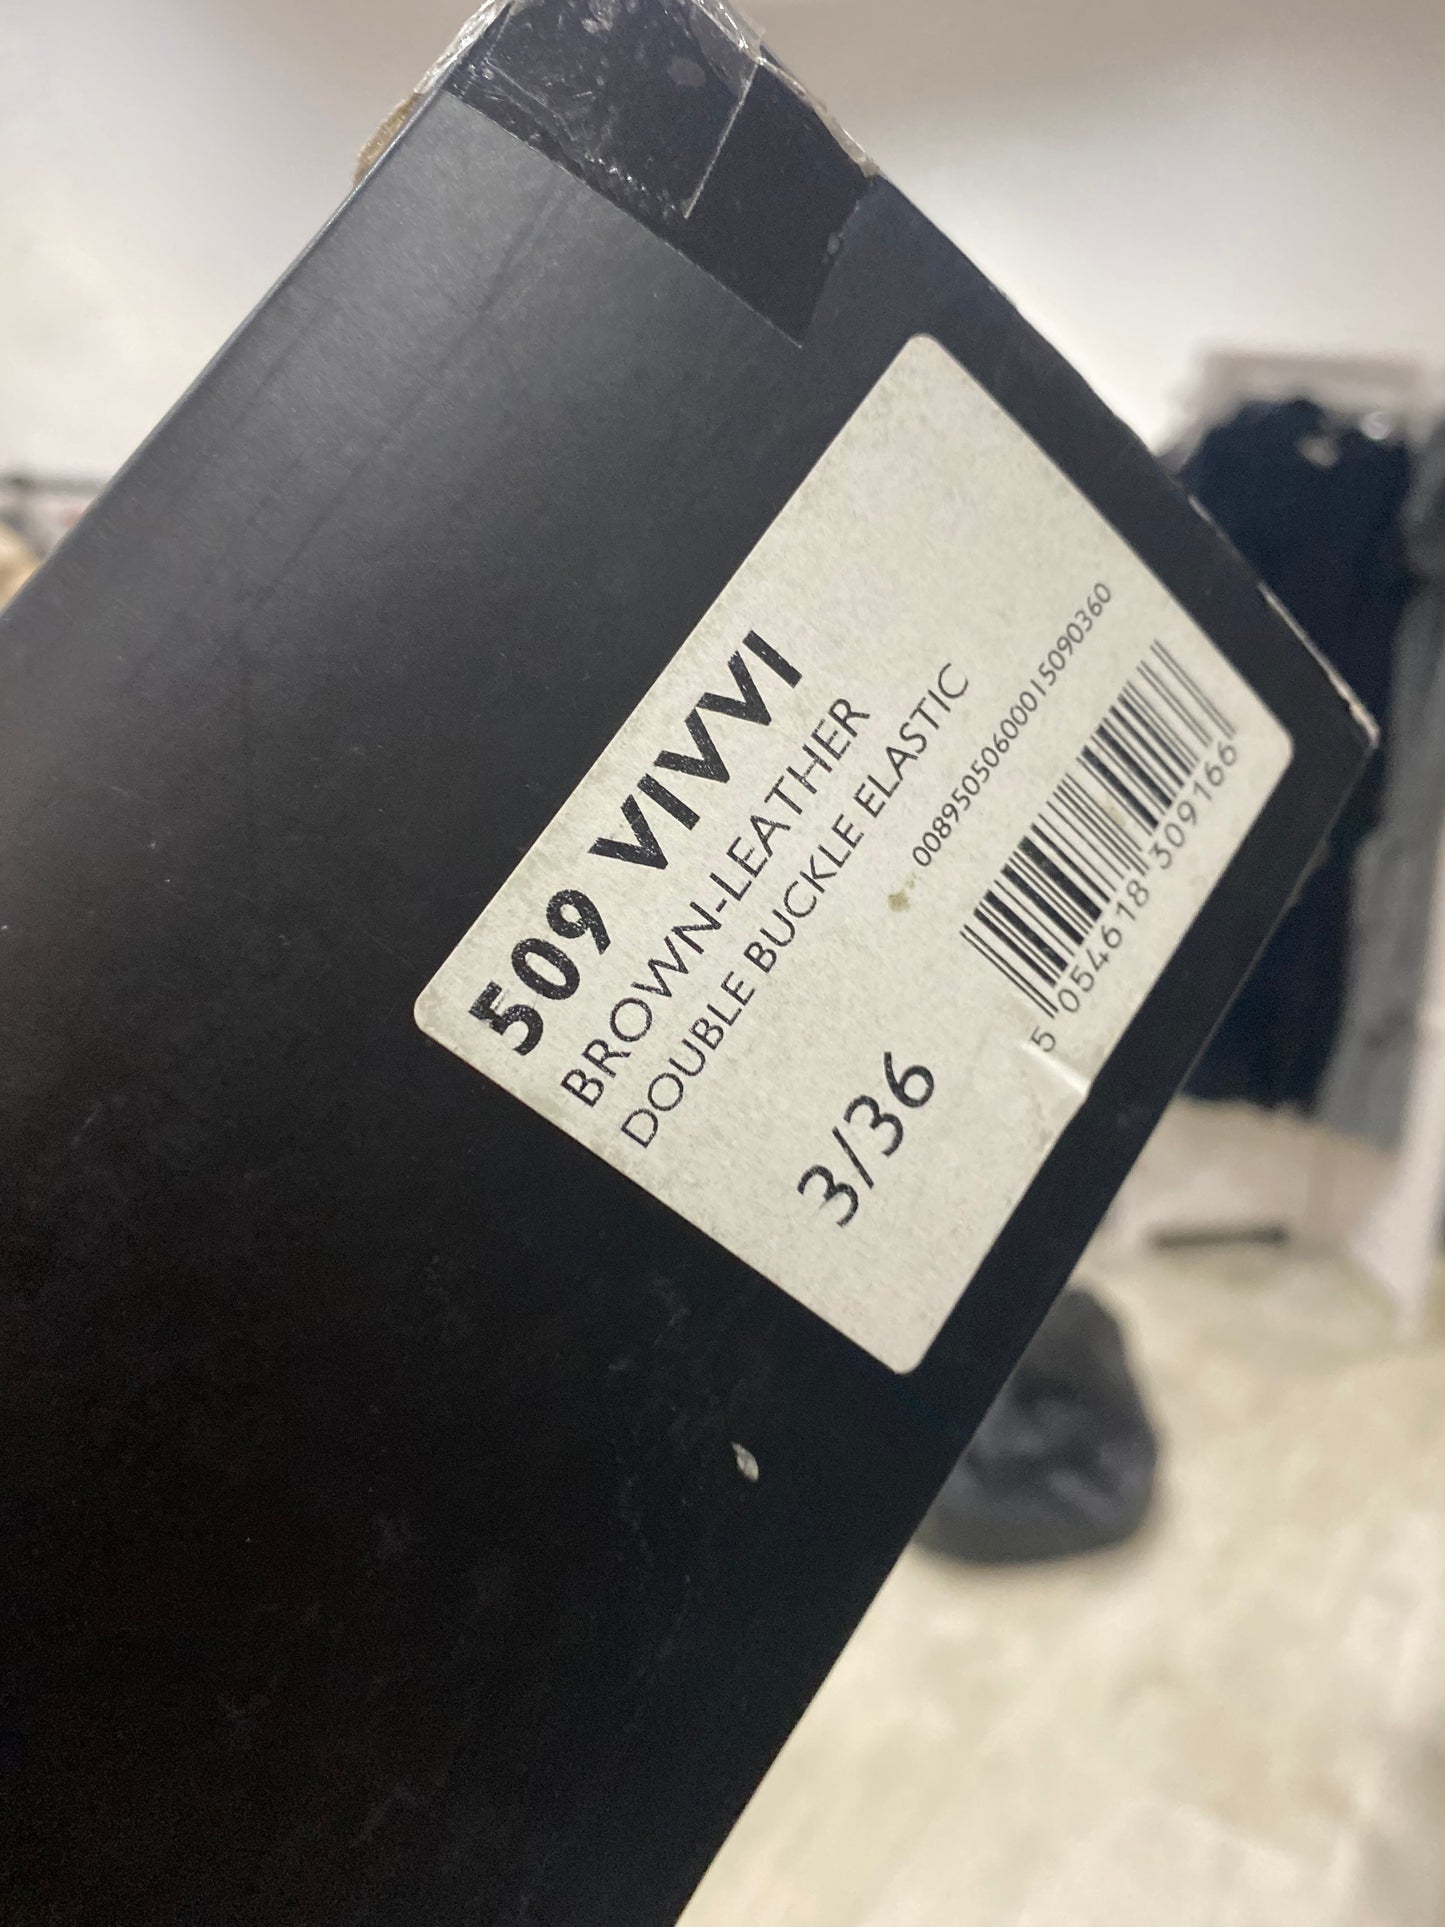 509 VIVVI
BROWN-LEATHER
DOUBLE BUCKLE ELASTIC
00895050600015090360
3/36
5 054618 309166